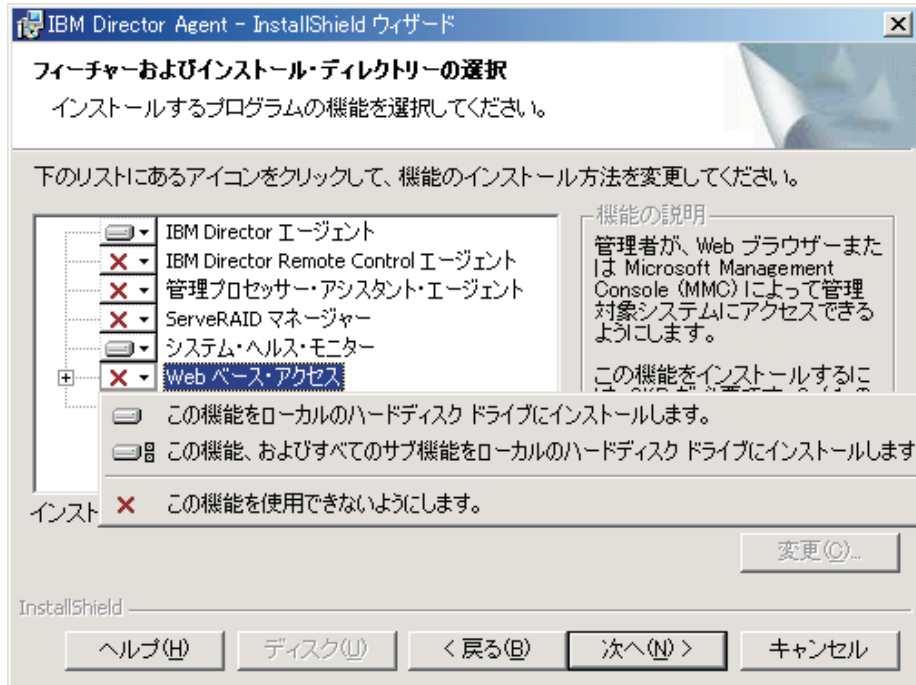 IBM Director Agent - InstallShield ウィザード
フィーチャーおよびインストール・ディレクトリーの選択
インストールするプログラムの機能を選択してください。
下のリストにあるアイコンをクリックして、機能のインストール方法を変更してください。
IBM Director エージェント
IBM Director Remote Control エージェント
管理プロセッサー・アシスタント・エージェント
ServeRAID マネージャー
システム・ヘルス・モニター
Web ベース・アクセス
機能の説明
管理者が、Web ブラウザーまた
は Microsoft Management
Console (MMC) によって管理
対象システムにアクセスできる
ようにします。
この機能をインストールするに
この機能をローカルのハードディスク ドライブにインストールします。
この機能、およびすべてのサブ機能をローカルのハードディスク ドライブにインストールします
この機能を使用できないようにします。
インスト
変更(C)...
InstallShield
ヘルプ(H)
ディスク(U)
< 戻る(B)
次へ(N) >
キャンセル